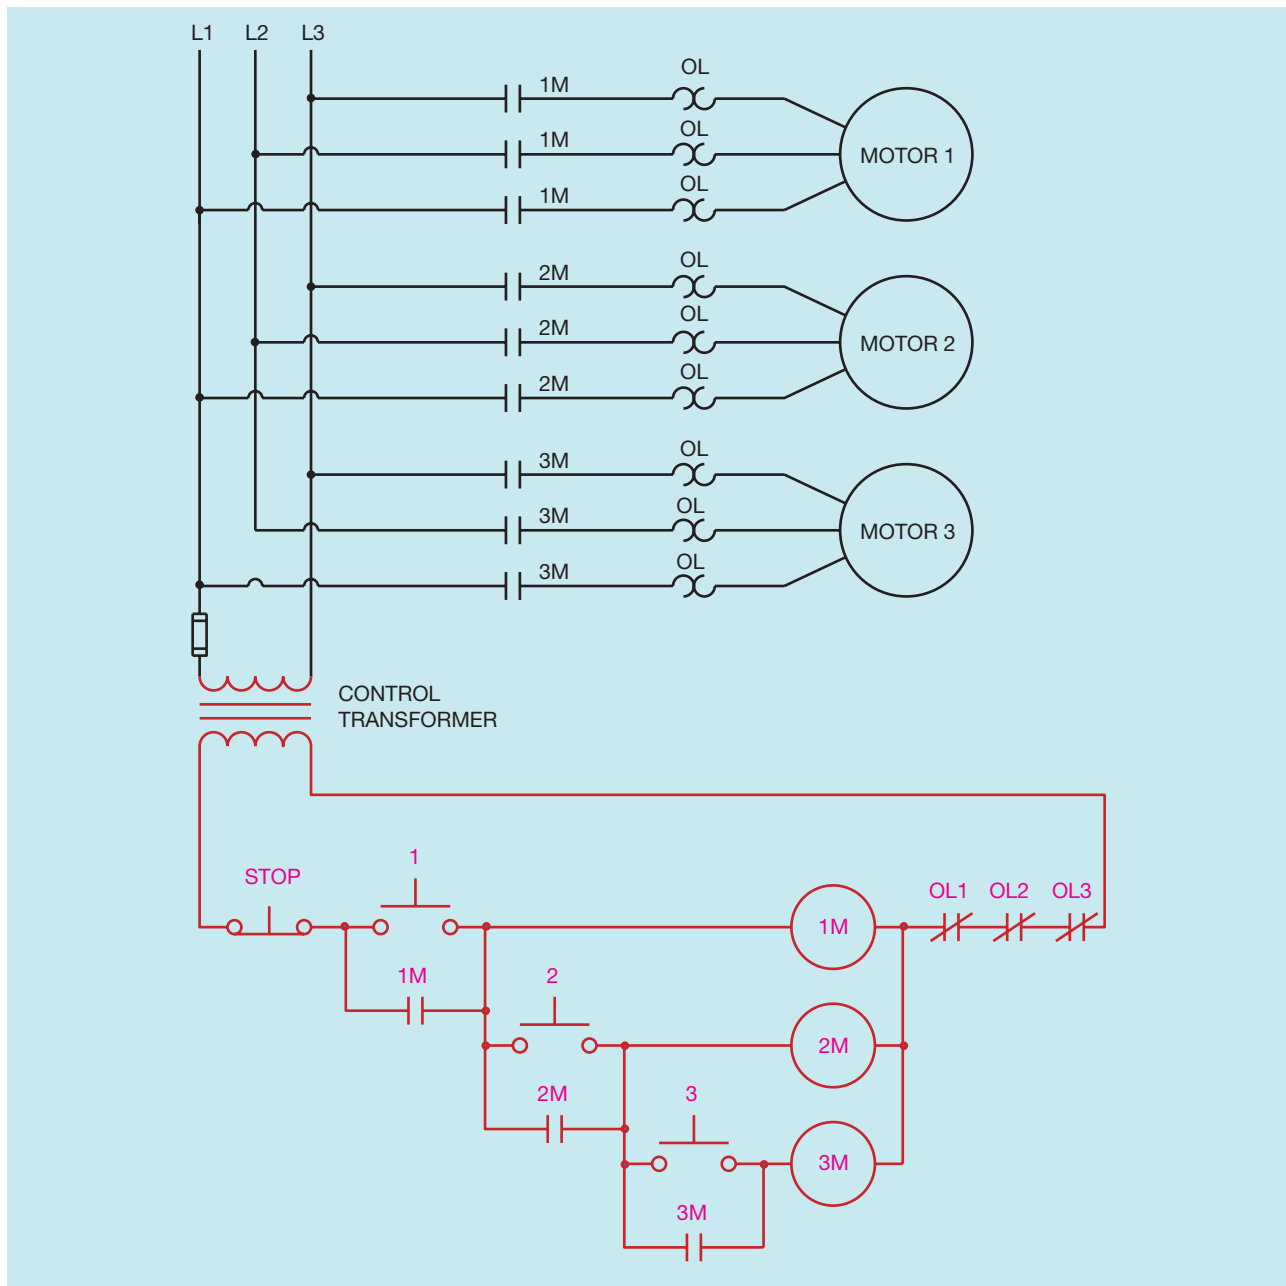 L1 L2 L3
OL
1M
OL
1M
MOTOR 1
OL
1M
OL
2M
OL
2M
MOTOR 2
OL
2M
OL
3M
OL
3M
MOTOR 3
OL
3M
CONTROL
TRANSFORMER
1
STOP
OL1 OL2 OL3
1M
1M
2
2M
2M
3
3M
3M